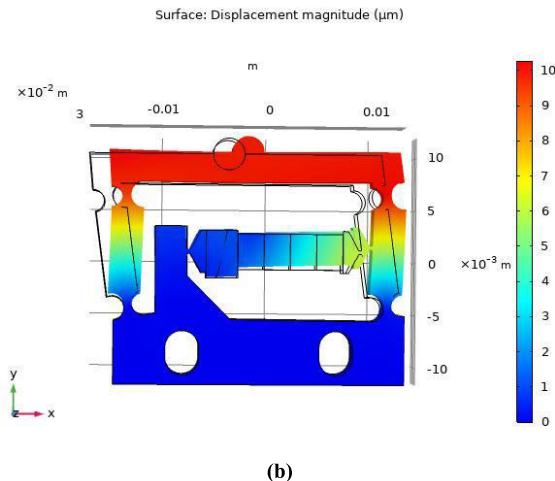 Surface: Displacement magnitude (μm)
m
×10⁻² m
3
-0.01
0
0.01
10
5
0
-5
-10
×10⁻³ m
10
9
8
7
6
5
4
3
2
1
0
y
z
x
(b)